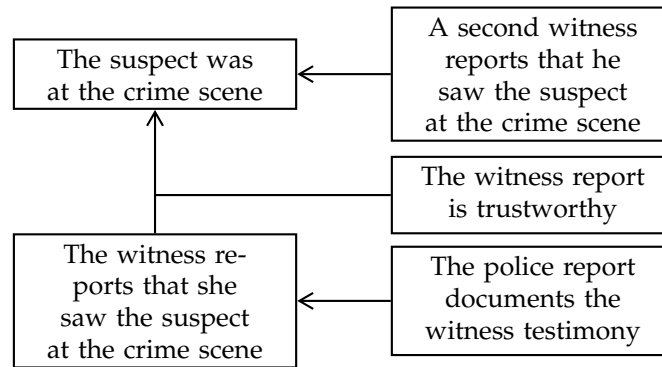 The suspect was
at the crime scene
A second witness
reports that he
saw the suspect
at the crime scene
The witness report
is trustworthy
The witness re-
ports that she
saw the suspect
at the crime scene
The police report
documents the
witness testimony